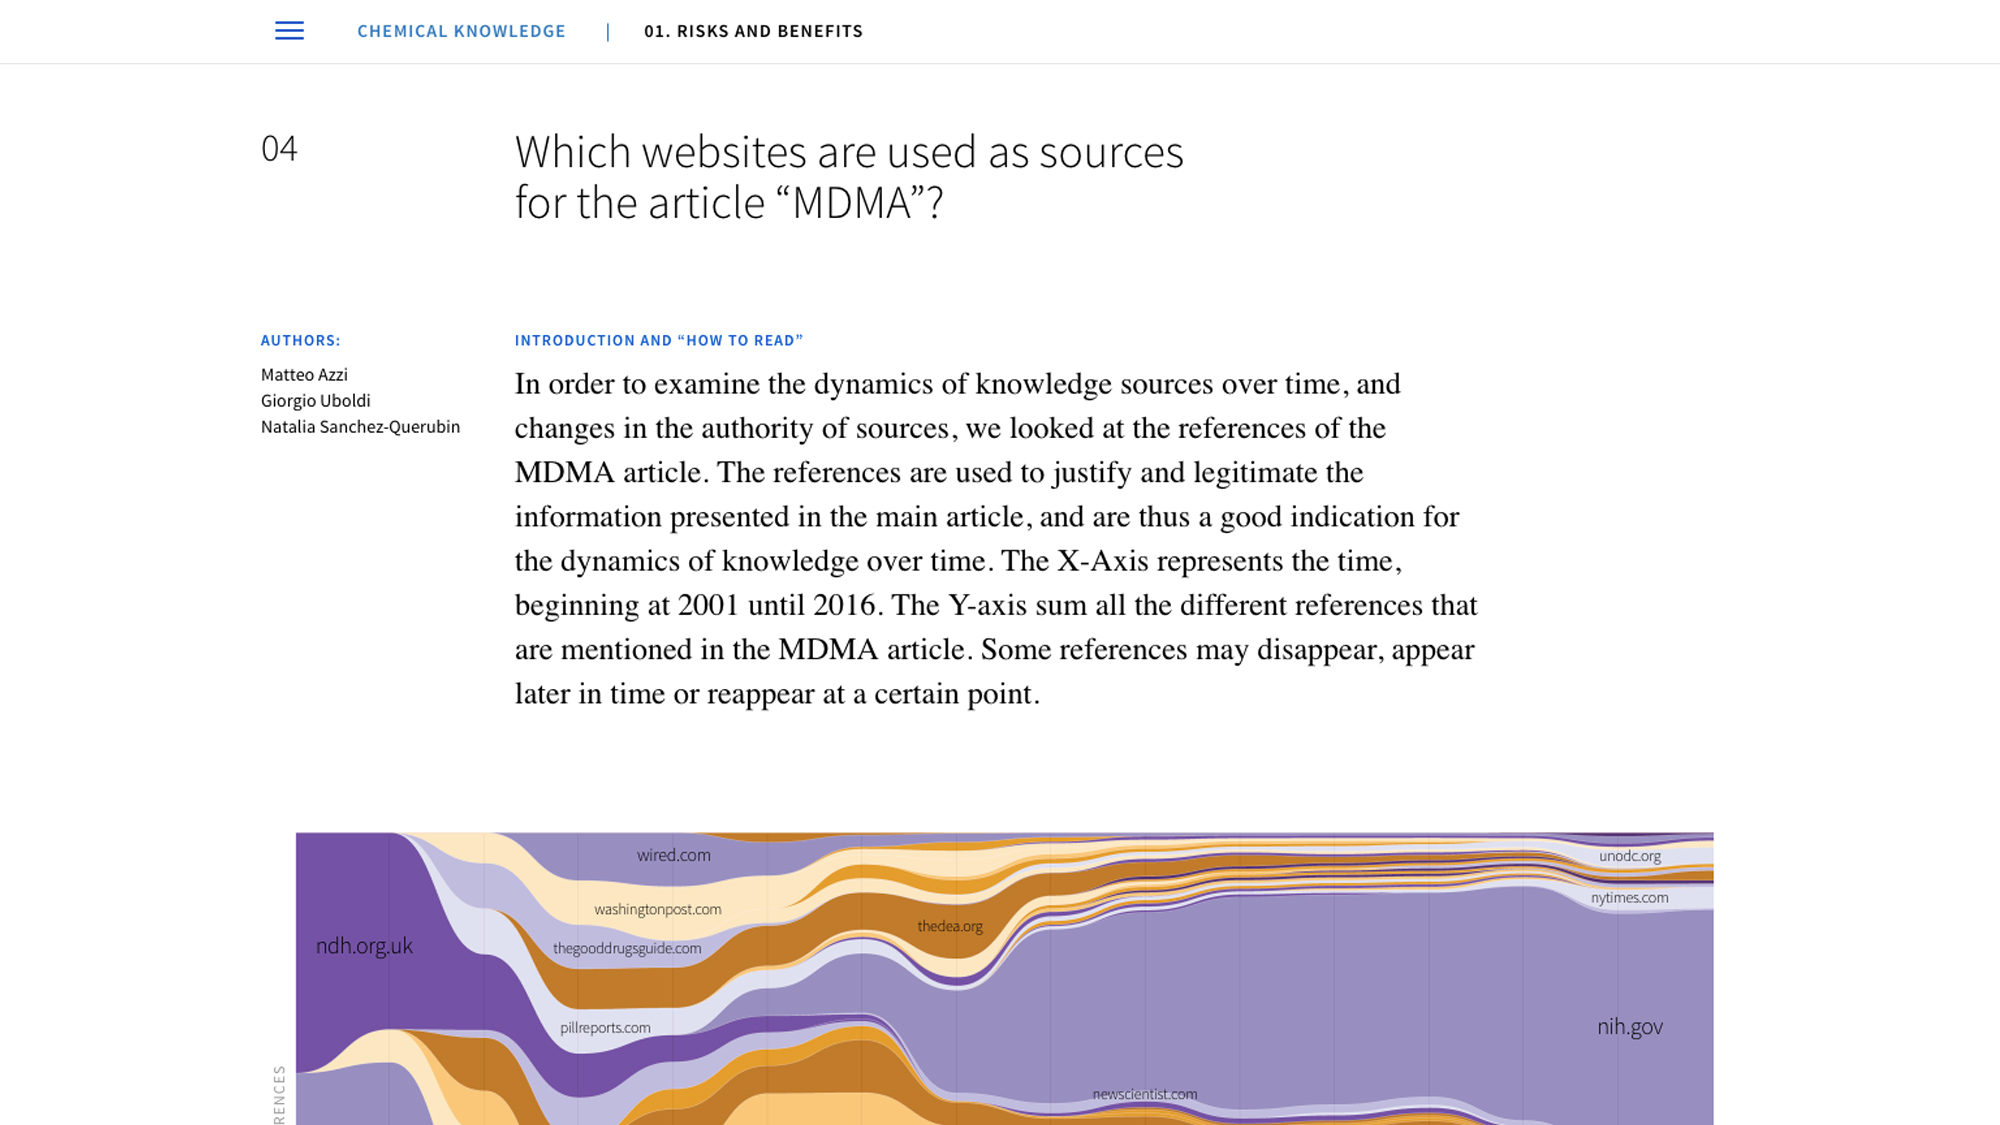 CHEMICAL KNOWLEDGE | 01. RISKS AND BENEFITS
04
Which websites are used as sources
for the article “MDMA”?
AUTHORS:
Matteo Azzi
Giorgio Uboldi
Natalia Sanchez-Querubin
INTRODUCTION AND “HOW TO READ”
In order to examine the dynamics of knowledge sources over time, and
changes in the authority of sources, we looked at the references of the
MDMA article. The references are used to justify and legitimate the
information presented in the main article, and are thus a good indication for
the dynamics of knowledge over time. The X-Axis represents the time,
beginning at 2001 until 2016. The Y-axis sum all the different references that
are mentioned in the MDMA article. Some references may disappear, appear
later in time or reappear at a certain point.
wired.com
unodc.org
nytimes.com
washingtonpost.com
thedea.org
ndh.org.uk
thegooddrugsguide.com
pillreports.com
nih.gov
newscientist.com
RENCES